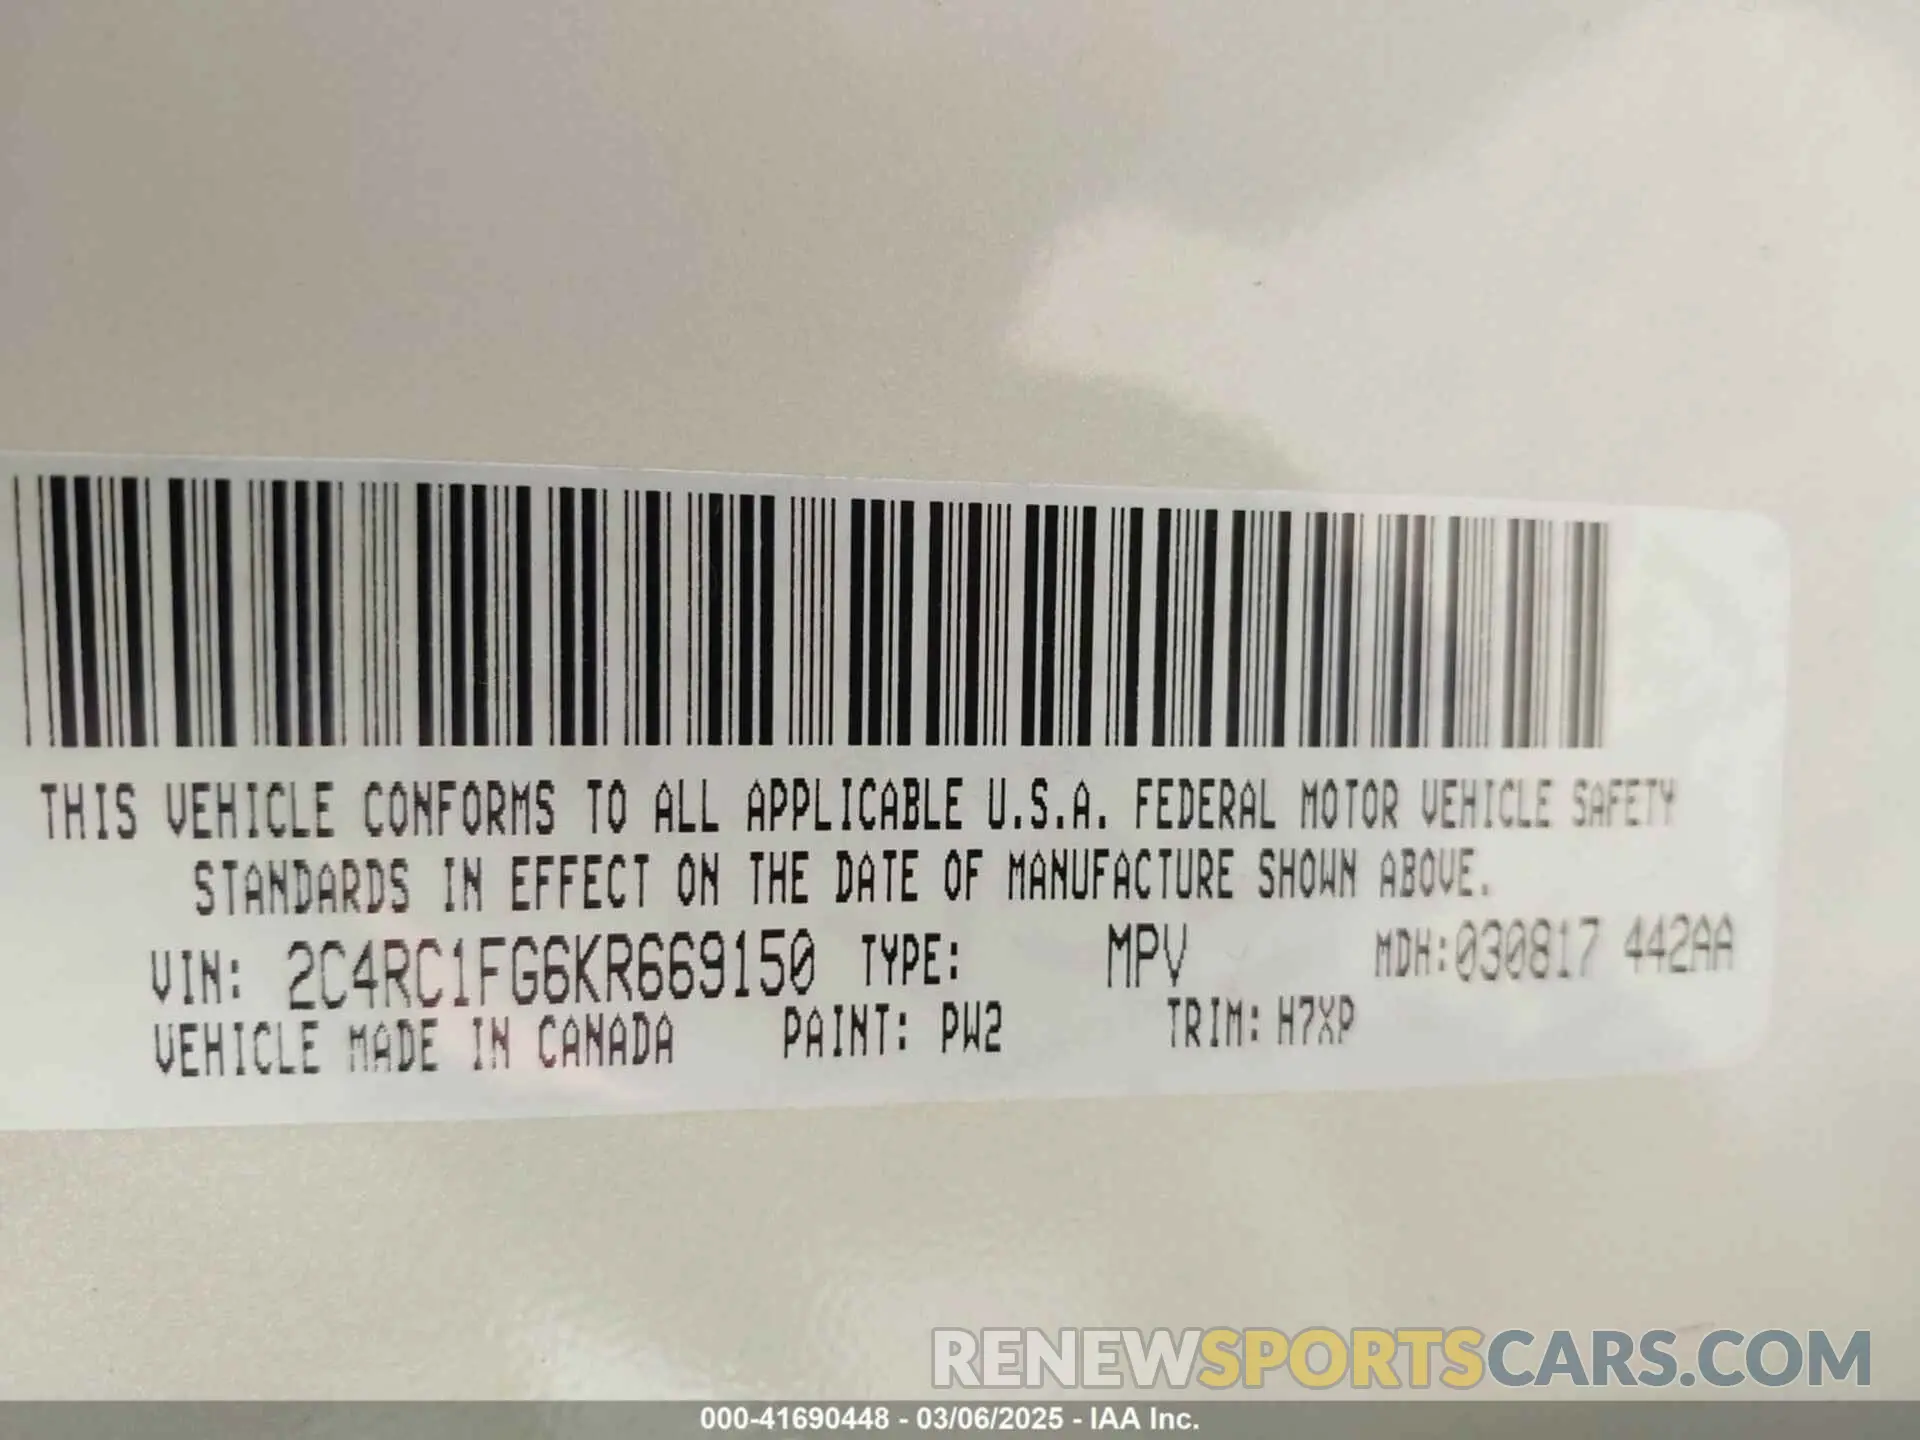 THIS VEHICLE CONFORMS TO ALL APPLICABLE U.S.A. FEDERAL MOTOR VEHICLE SAFETY
STANDARDS IN EFFECT ON THE DATE OF MANUFACTURE SHOWN ABOVE.
VIN: 2C4RC1FG6KR669150 TYPE: MPV MDH:030817 442AA
VEHICLE MADE IN CANADA PAINT: PW2 TRIM: H7XP
RENEWSPORTSCARS.COM
000-41690448 - 03/06/2025 - IAA Inc.